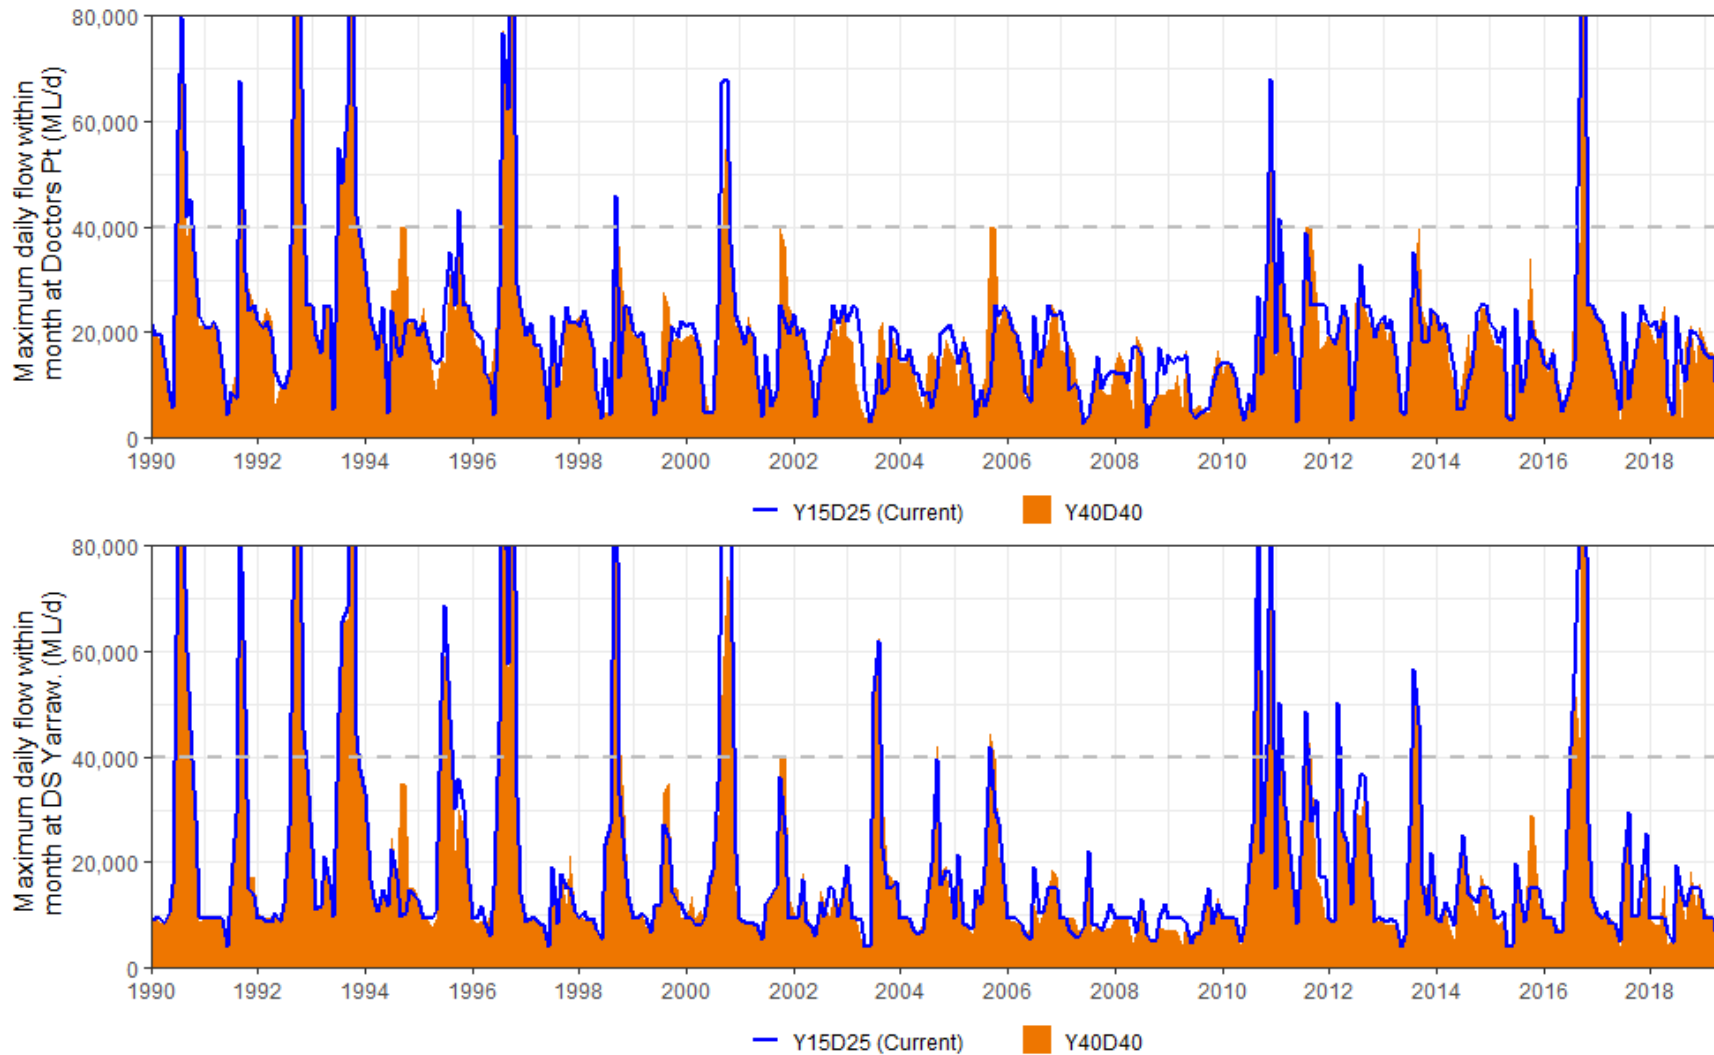 Maximum daily flow within
month at Doctors Pt (ML/d)
80,000
60,000
40,000
20,000
0
1990 1992 1994 1996 1998 2000 2002 2004 2006 2008 2010 2012 2014 2016 2018
Y15D25 (Current) Y40D40
Maximum daily flow within
month at DS Yarraw. (ML/d)
80,000
60,000
40,000
20,000
0
1990 1992 1994 1996 1998 2000 2002 2004 2006 2008 2010 2012 2014 2016 2018
Y15D25 (Current) Y40D40